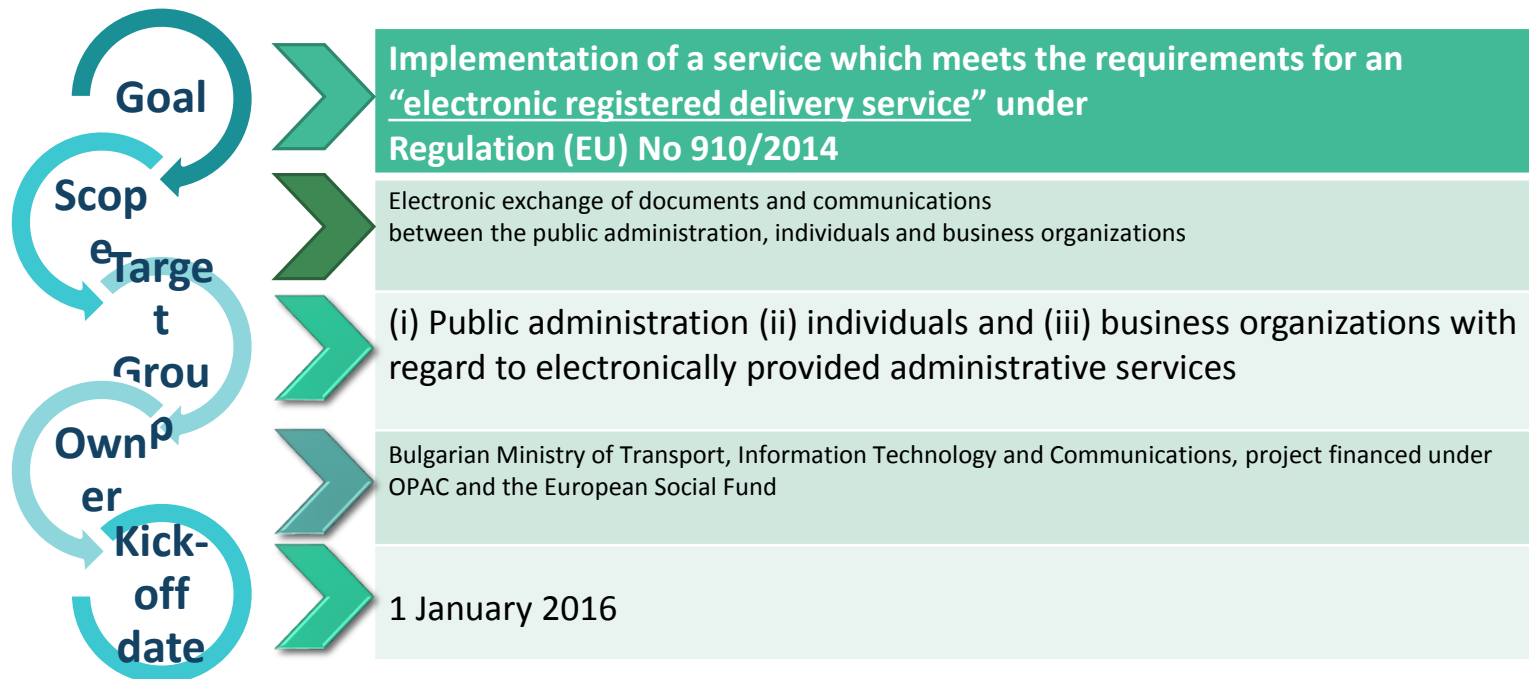 Goal
Implementation of a service which meets the requirements for an
“electronic registered delivery service” under
Regulation (EU) No 910/2014
Scop
e
Electronic exchange of documents and communications
between the public administration, individuals and business organizations
Targe
t
Grou
p
(i) Public administration (ii) individuals and (iii) business organizations with
regard to electronically provided administrative services
Own
er
Bulgarian Ministry of Transport, Information Technology and Communications, project financed under
OPAC and the European Social Fund
Kick-
off
date
1 January 2016